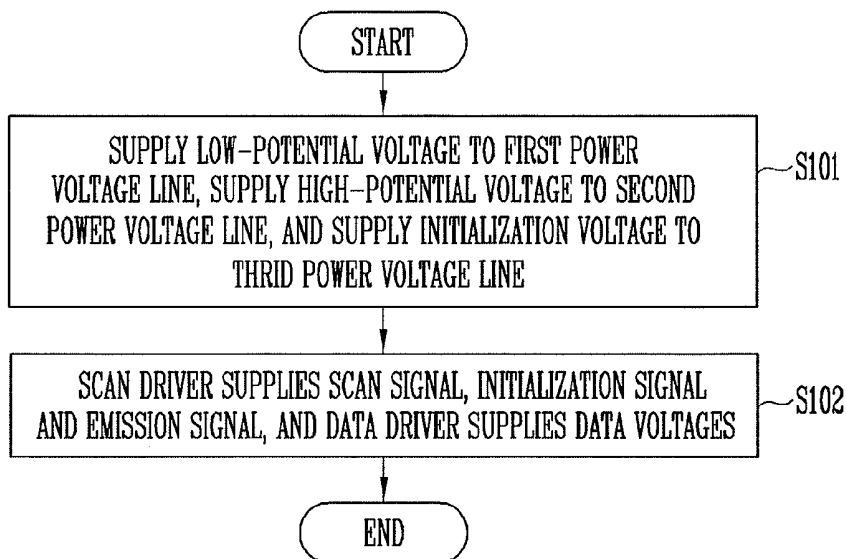 START
SUPPLY LOW-POTENTIAL VOLTAGE TO FIRST POWER
VOLTAGE LINE, SUPPLY HIGH-POTENTIAL VOLTAGE TO SECOND
POWER VOLTAGE LINE, AND SUPPLY INITIALIZATION VOLTAGE TO
THRID POWER VOLTAGE LINE
S101
SCAN DRIVER SUPPLIES SCAN SIGNAL, INITIALIZATION SIGNAL
AND EMISSION SIGNAL, AND DATA DRIVER SUPPLIES DATA VOLTAGES
S102
END